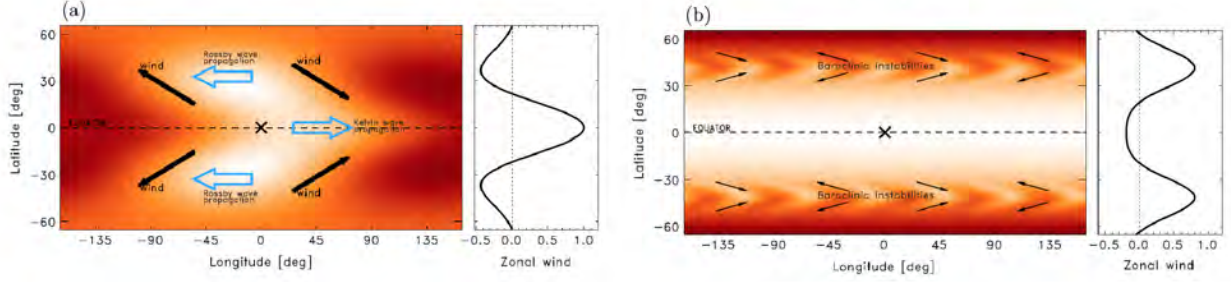 (a)
60
30
0
-30
-60
Latitude [deg]
wind
Rossby wave
propagation
wind
EQUATOR
Kelvin wave
propagation
wind
Rossby wave
propagation
wind
-135
-90
-45
0
45
90
135
Longitude [deg]
-0.5
0.0
0.5
1.0
Zonal wind
(b)
60
30
0
-30
-60
Latitude [deg]
Baroclinic instabilities
EQUATOR
Baroclinic instabilities
-135
-90
-45
0
45
90
135
Longitude [deg]
-0.5
0.0
0.5
1.0
Zonal wind